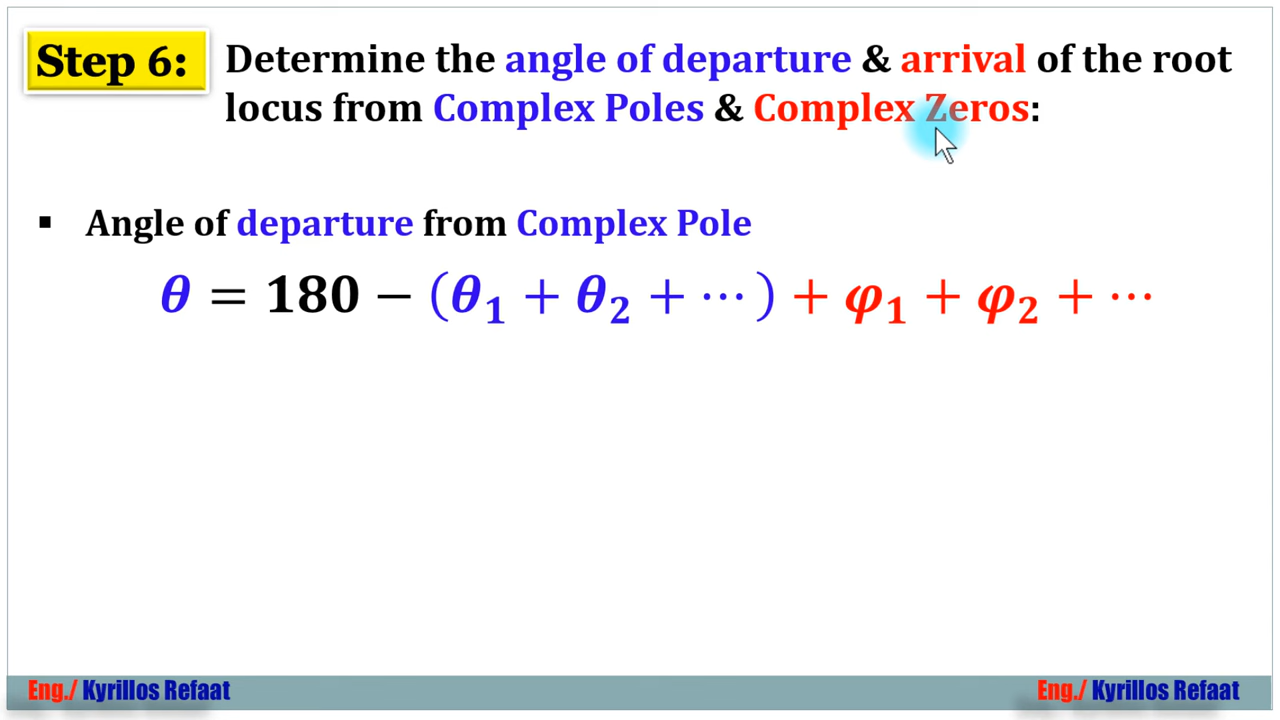 Step 6:
Determine the angle of departure & arrival of the root
locus from Complex Poles & Complex Zeros:
▪ Angle of departure from Complex Pole
θ = 180 − (θ₁ + θ₂ + ⋯ ) + φ₁ + φ₂ + ⋯
Eng./ Kyrillos Refaat
Eng./ Kyrillos Refaat